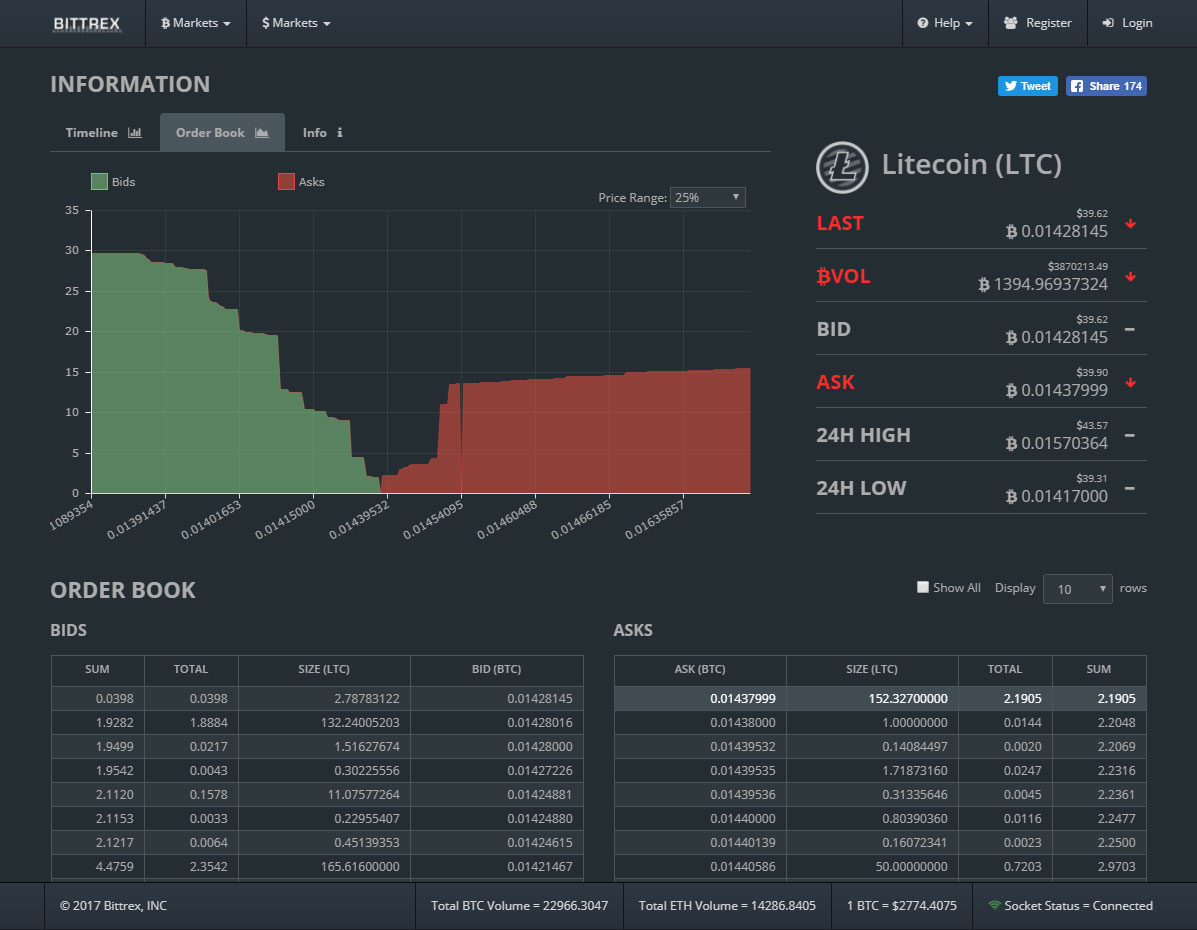 BITTREX
Markets
$ Markets
Help
Register
Login
INFORMATION
Tweet
Share 174
Timeline
Order Book
Info
Bids
Asks
Price Range: 25%
35
30
25
20
15
10
5
0
1089354
0.01391437
0.01401653
0.01415000
0.01439532
0.01454095
0.01460488
0.01466185
0.01635857
Litecoin (LTC)
LAST
$39.62
0.01428145
VOL
$3870213.49
1394.96937324
BID
$39.62
0.01428145
ASK
$39.90
0.01437999
24H HIGH
$43.57
0.01570364
24H LOW
$39.31
0.01417000
ORDER BOOK
Show All Display 10 rows
BIDS
SUM TOTAL SIZE (LTC) BID (BTC)
0.0398 0.0398 2.78783122 0.01428145
1.9282 1.8884 132.24005203 0.01428016
1.9499 0.0217 1.51627674 0.01428000
1.9542 0.0043 0.30225556 0.01427226
2.1120 0.1578 11.07577264 0.01424881
2.1153 0.0033 0.22955407 0.01424880
2.1217 0.0064 0.45139353 0.01424615
4.4759 2.3542 165.61600000 0.01421467
ASKS
ASK (BTC) SIZE (LTC) TOTAL SUM
0.01437999 152.32700000 2.1905 2.1905
0.01438000 1.00000000 0.0144 2.2048
0.01439532 0.14084497 0.0020 2.2069
0.01439535 1.71873160 0.0247 2.2316
0.01439536 0.31335646 0.0045 2.2361
0.01440000 0.80390360 0.0116 2.2477
0.01440139 0.16072341 0.0023 2.2500
0.01440586 50.00000000 0.7203 2.9703
© 2017 Bittrex, INC
Total BTC Volume = 22966.3047
Total ETH Volume = 14286.8405
1 BTC = $2774.4075
Socket Status = Connected